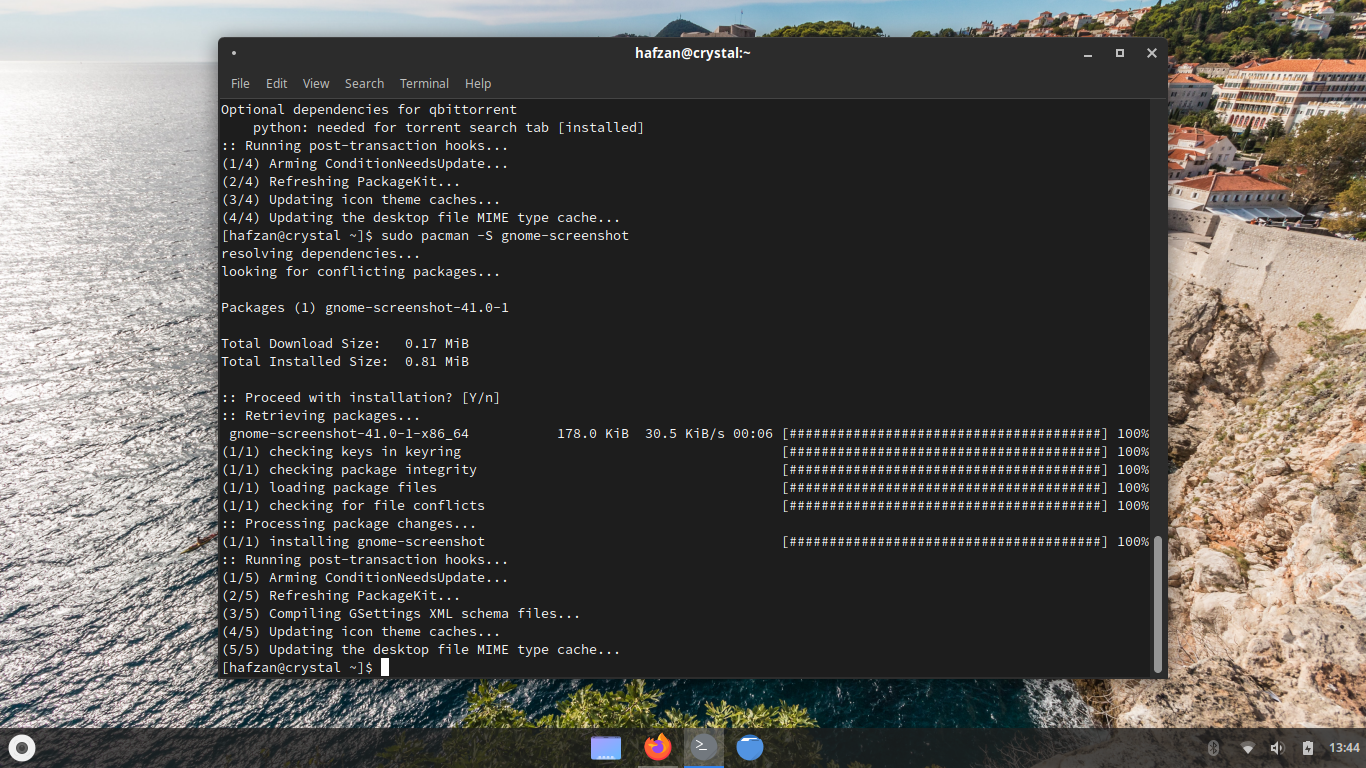 hafzan@crystal:~
File Edit View Search Terminal Help
Optional dependencies for qbittorrent
    python: needed for torrent search tab [installed]
:: Running post-transaction hooks...
(1/4) Arming ConditionNeedsUpdate...
(2/4) Refreshing PackageKit...
(3/4) Updating icon theme caches...
(4/4) Updating the desktop file MIME type cache...
[hafzan@crystal ~]$ sudo pacman -S gnome-screenshot
resolving dependencies...
looking for conflicting packages...
Packages (1) gnome-screenshot-41.0-1
Total Download Size:   0.17 MiB
Total Installed Size:  0.81 MiB
:: Proceed with installation? [Y/n]
:: Retrieving packages...
 gnome-screenshot-41.0-1-x86_64           178.0 KiB  30.5 KiB/s 00:06 [#######################################] 100%
(1/1) checking keys in keyring                                        [#######################################] 100%
(1/1) checking package integrity                                      [#######################################] 100%
(1/1) loading package files                                           [#######################################] 100%
(1/1) checking for file conflicts                                     [#######################################] 100%
:: Processing package changes...
(1/1) installing gnome-screenshot                                     [#######################################] 100%
:: Running post-transaction hooks...
(1/5) Arming ConditionNeedsUpdate...
(2/5) Refreshing PackageKit...
(3/5) Compiling GSettings XML schema files...
(4/5) Updating icon theme caches...
(5/5) Updating the desktop file MIME type cache...
[hafzan@crystal ~]$
13:44